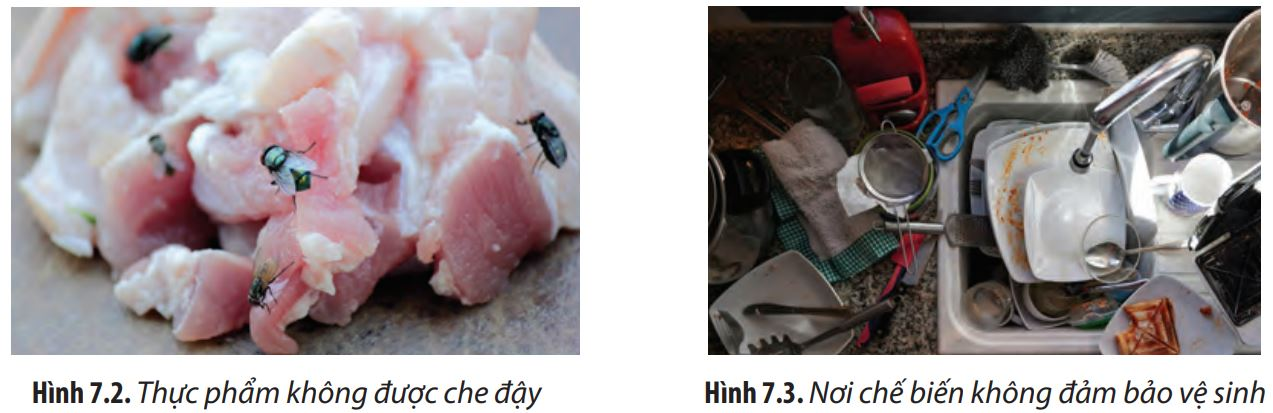 Hình 7.2. Thực phẩm không được che đậy
Hình 7.3. Nơi chế biến không đảm bảo vệ sinh